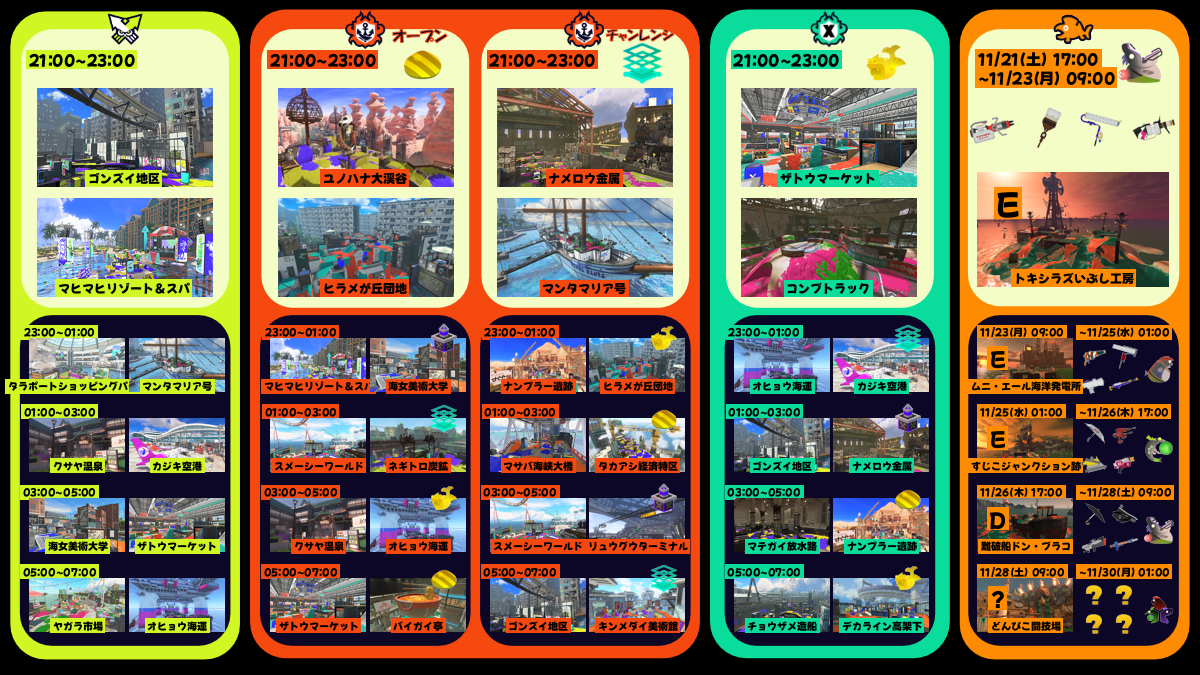 21:00~23:00
ゴンズイ地区
マヒマヒリゾート&スパ
23:00~01:00
タラポートショッピングパ
マンタマリア号
01:00~03:00
クサヤ温泉
カジキ空港
03:00~05:00
海女美術大学
ザトウマーケット
05:00~07:00
ヤガラ市場
オヒョウ海運
オープン
21:00~23:00
ユノハナ大渓谷
ヒラメが丘団地
23:00~01:00
マヒマヒリゾート&スパ
海女美術大学
01:00~03:00
スメーシーワールド
ネギトロ炭鉱
03:00~05:00
クサヤ温泉
オヒョウ海運
05:00~07:00
ザトウマーケット
バイガイ亭
チャンレンジ
21:00~23:00
ナメロウ金属
マンタマリア号
23:00~01:00
ナンプラー遺跡
ヒラメが丘団地
01:00~03:00
マサバ海峡大橋
タカアシ経済特区
03:00~05:00
スメーシーワールド
リュウグウターミナル
05:00~07:00
ゴンズイ地区
キンメダイ美術館
X
21:00~23:00
ザトウマーケット
コンブトラック
23:00~01:00
オヒョウ海運
カジキ空港
01:00~03:00
ゴンズイ地区
ナメロウ金属
03:00~05:00
マテガイ放水路
ナンプラー遺跡
05:00~07:00
チョウザメ造船
デカライン高架下
11/21(土) 17:00
~11/23(月) 09:00
E
トキシラズいぶし工房
11/23(月) 09:00
~11/25(水) 01:00
E
ムニ・エール海洋発電所
11/25(水) 01:00
~11/26(木) 17:00
E
すじこジャンクション跡
11/26(木) 17:00
~11/28(土) 09:00
D
難破船ドン・ブラコ
11/28(土) 09:00
~11/30(月) 01:00
?
? ?
? ?
どんぴこ闘技場